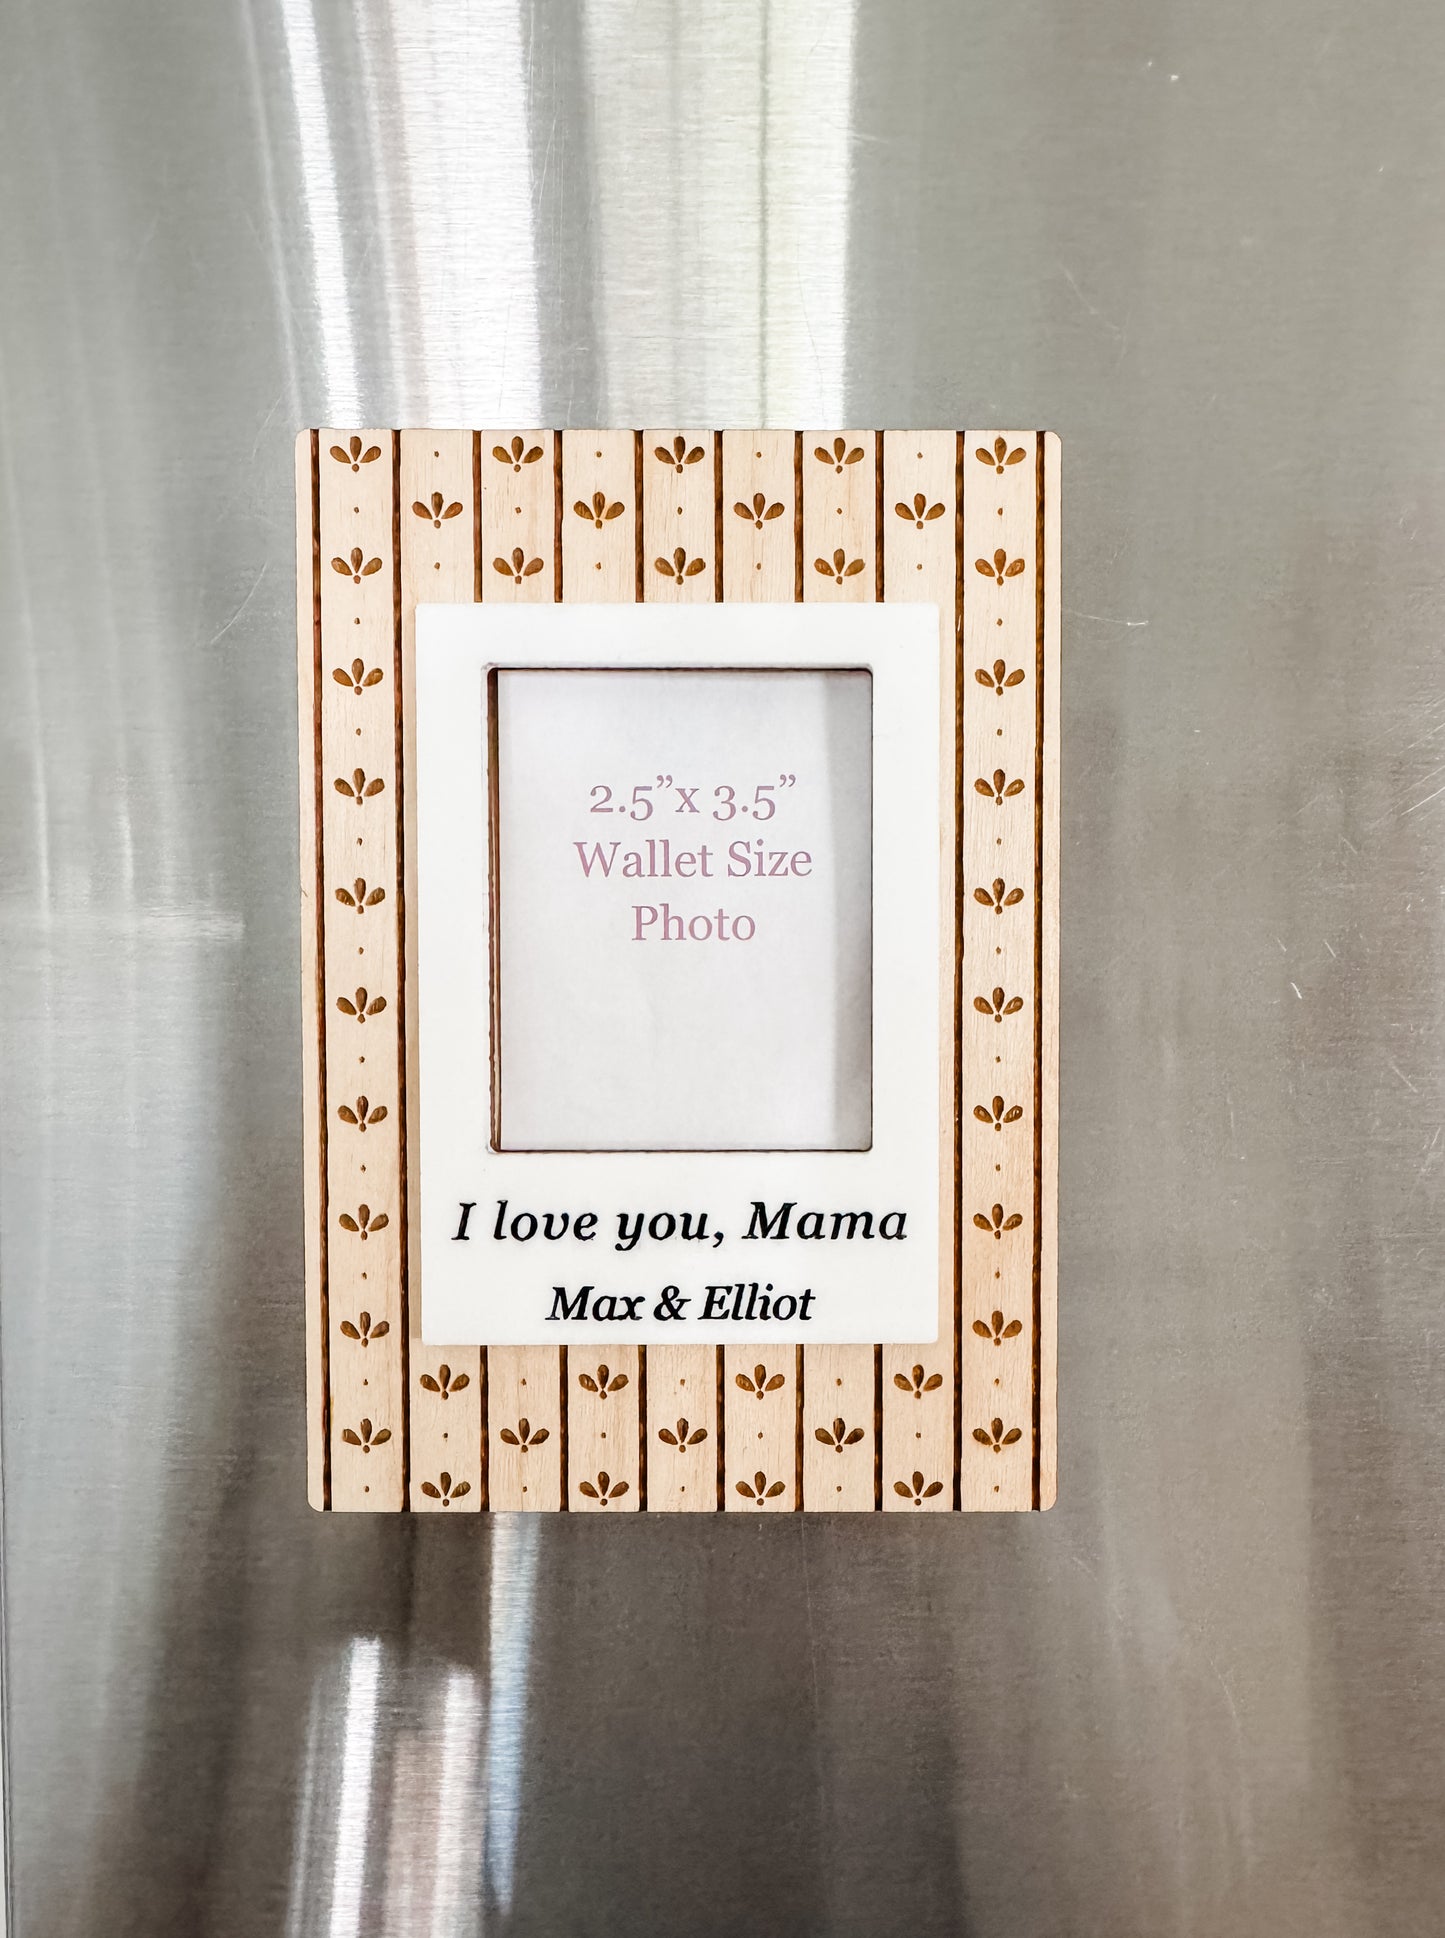 2.5”x 3.5”
Wallet Size
Photo
I love you, Mama
Max & Elliot